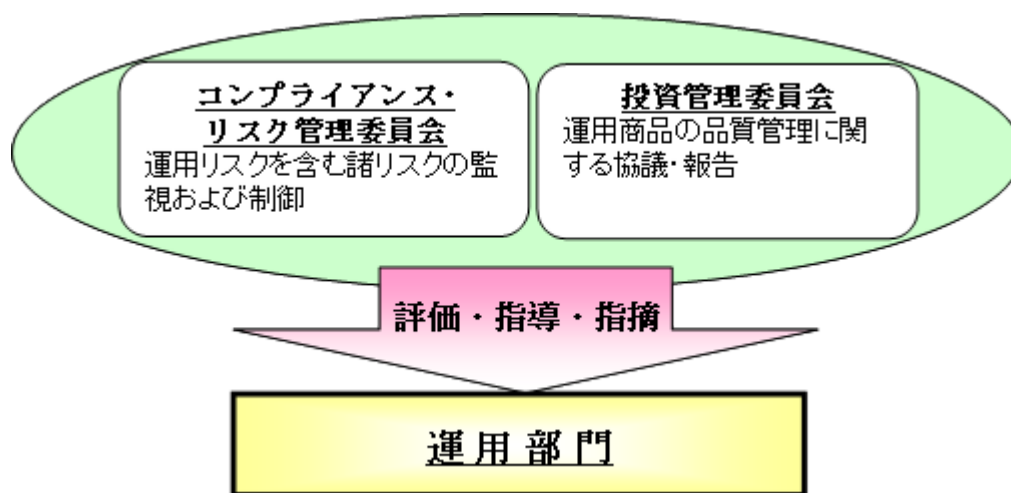 コンプライアンス・
リスク管理委員会
運用リスクを含む諸リスクの監
視および制御
投資管理委員会
運用商品の品質管理に関
する協議・報告
評価・指導・指摘
運用部門